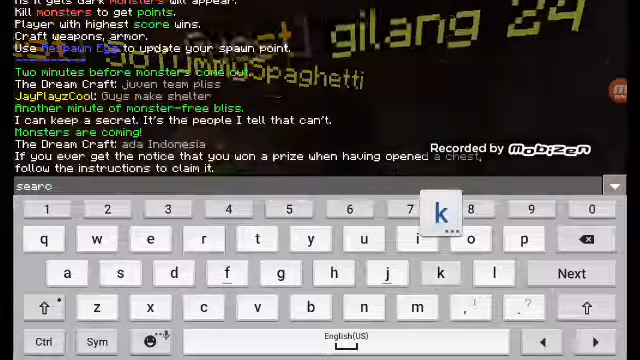 As it gets dark monsters will appear.
Kill monsters to get points.
Player with highest score wins.
Craft weapons, armor.
Use Respawn Egg to update your spawn point.
gilang 24
TummySpaghetti
Two minutes before monsters come out.
The Dream Craft: juven team pliss
JayFlayzCool: Guys make shelter
Another minute of monster-free bliss.
I can keep a secret. It's the people I tell that can't.
Monsters are coming!
The Dream Craft: ada Indonesia
If you ever get the notice that you won a prize when having opened a chest,
follow the instructions to claim it.
Recorded by mobizen
searc
1 2 3 4 5 6 7 8 9 0
k
q w e r t y u i o p
a s d f g h j k l Next
z x c v b n m , ! . ?
Ctrl Sym English(US)